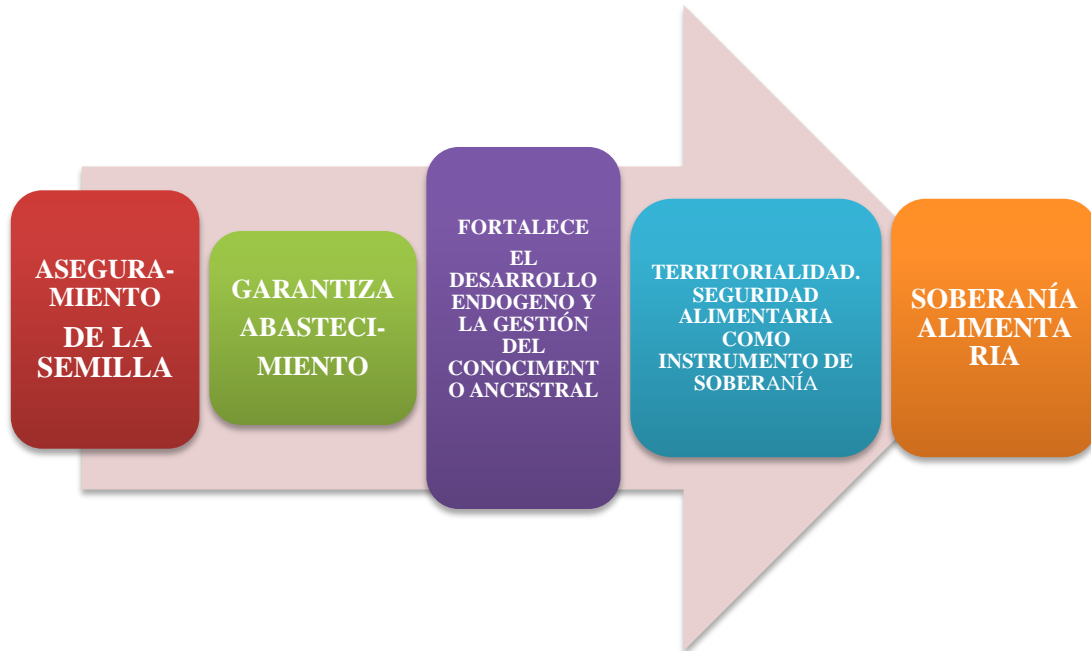 ASEGURA-
MIENTO
DE LA
SEMILLA
GARANTIZA
ABASTECI-
MIENTO
FORTALECE
EL
DESARROLLO
ENDOGENO Y
LA GESTIÓN
DEL
CONOCIMENT
O ANCESTRAL
TERRITORIALIDAD.
SEGURIDAD
ALIMENTARIA
COMO
INSTRUMENTO DE
SOBERANÍA
SOBERANÍA
ALIMENTA
RIA